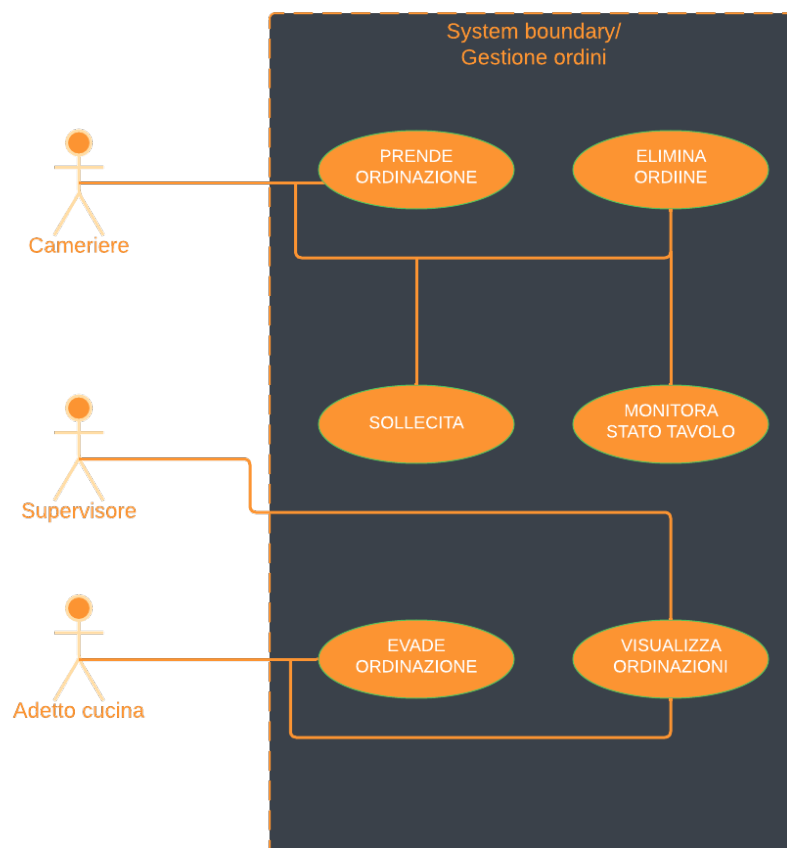 System boundary/
Gestione ordini
PRENDE
ORDINAZIONE
ELIMINA
ORDIINE
Cameriere
SOLLECITA
MONITORA
STATO TAVOLO
Supervisore
EVADE
ORDINAZIONE
VISUALIZZA
ORDINAZIONI
Adetto cucina